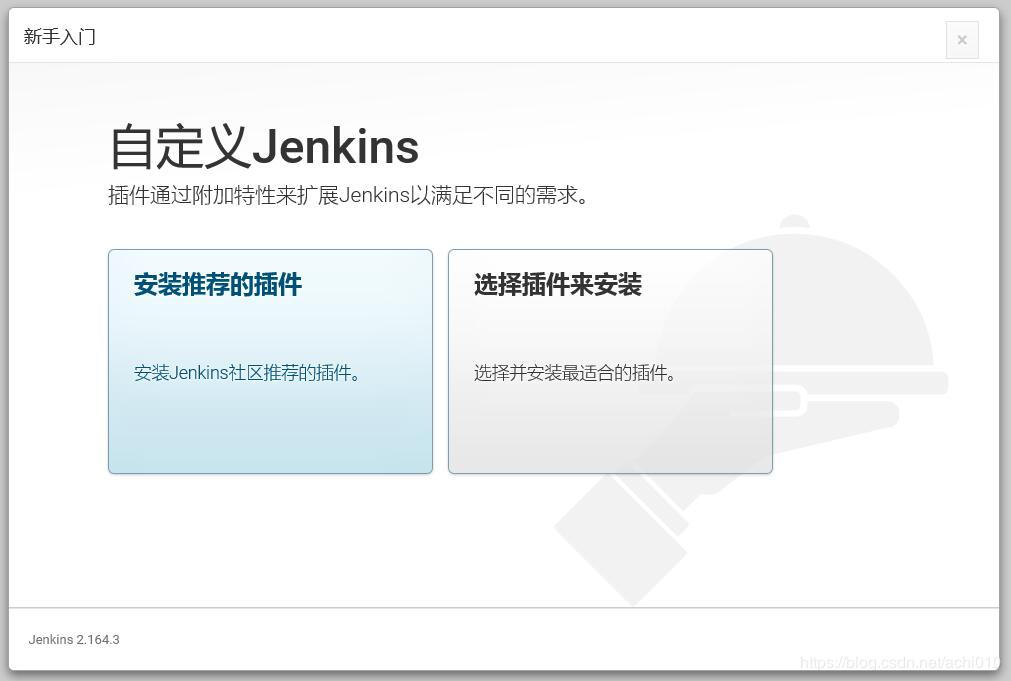 新手入门
×
自定义Jenkins
插件通过附加特性来扩展Jenkins以满足不同的需求。
安装推荐的插件
安装Jenkins社区推荐的插件。
选择插件来安装
选择并安装最适合的插件。
Jenkins 2.164.3
https://blog.csdn.net/achi010